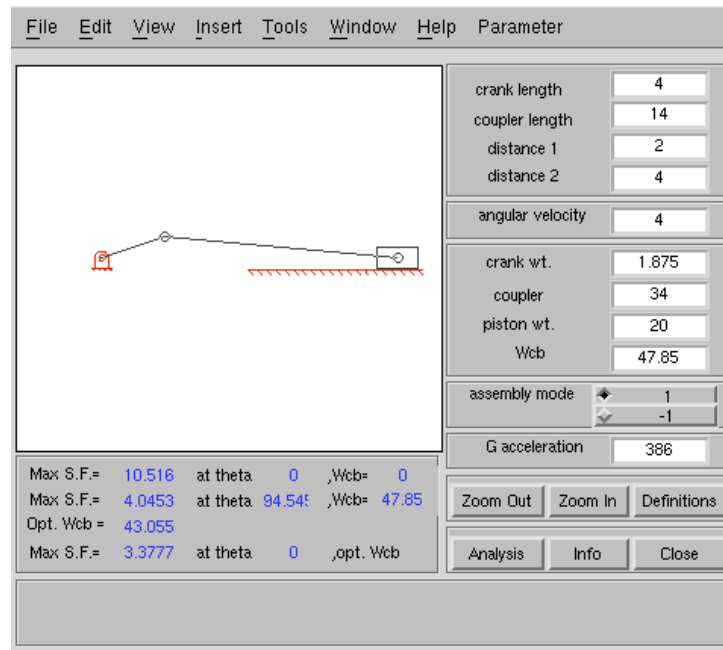 File Edit View Insert Tools Window Help Parameter
crank length 4
coupler length 14
distance 1 2
distance 2 4
angular velocity 4
crank wt. 1.875
coupler 34
piston wt. 20
Wcb 47.85
assembly mode 1
-1
G acceleration 386
Max S.F.= 10.516 at theta 0 ,Wcb= 0
Max S.F.= 4.0453 at theta 94.545 ,Wcb= 47.85
Opt. Wcb = 43.055
Max S.F.= 3.3777 at theta 0 ,opt. Wcb
Zoom Out Zoom In Definitions
Analysis Info Close